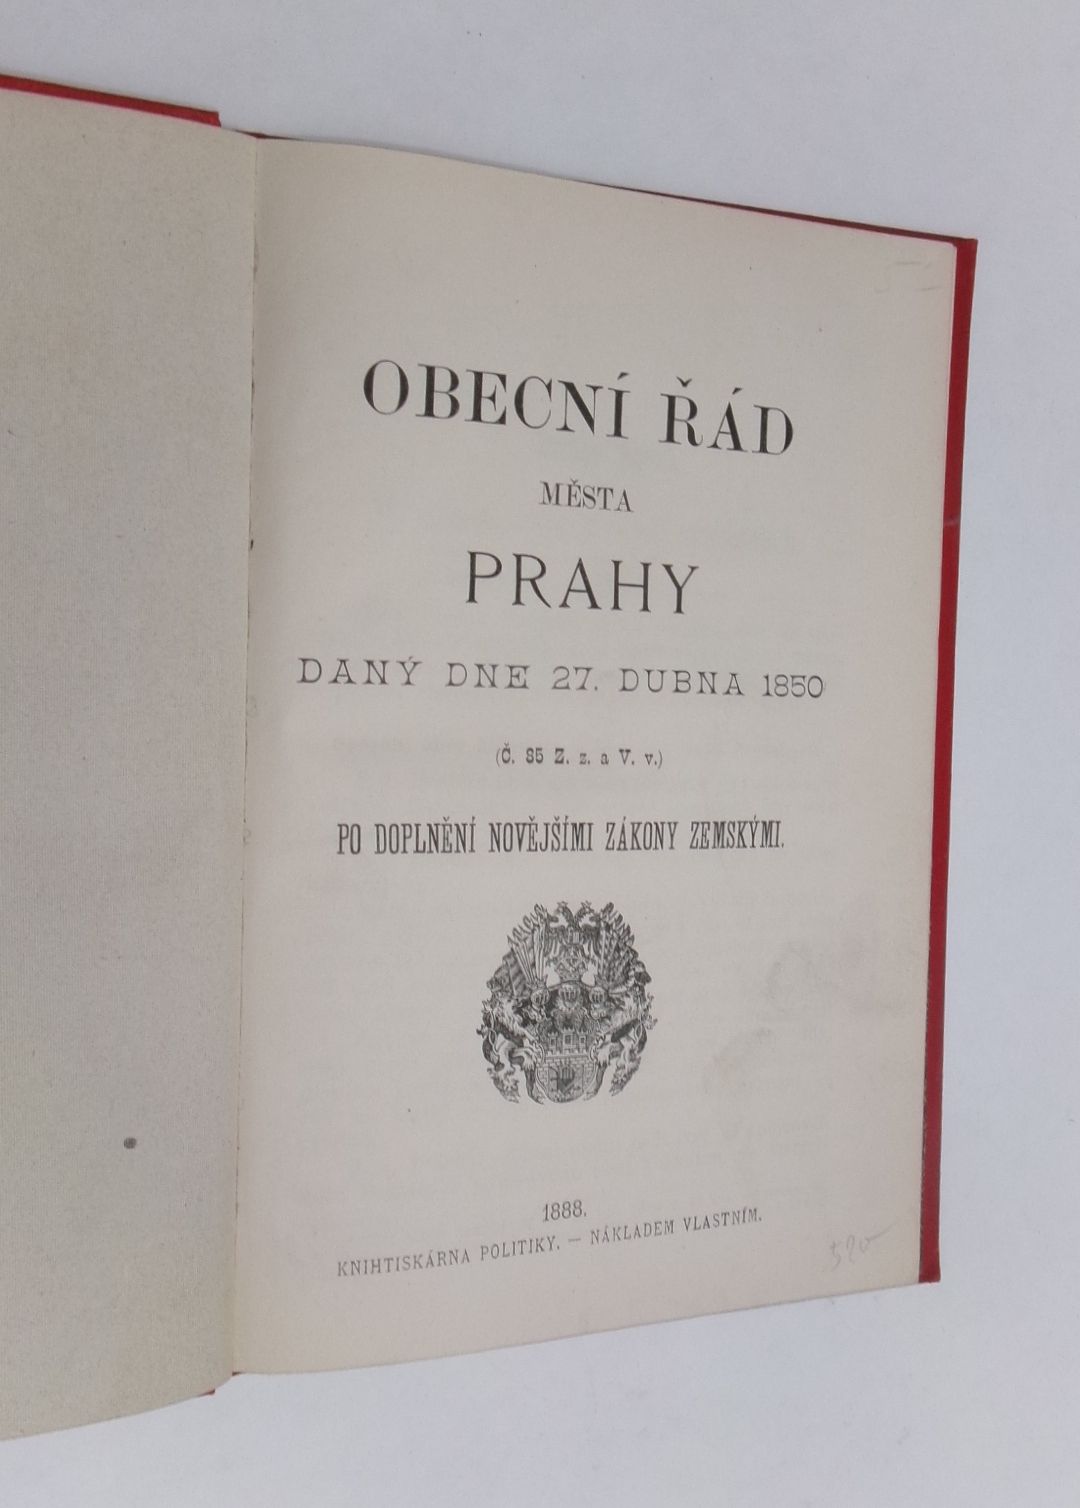 OBECNÍ ŘÁD
MĚSTA
PRAHY
DANÝ DNE 27. DUBNA 1850
(Č. 85 Z. z. a V. v.)
PO DOPLNĚNÍ NOVĚJŠÍMI ZÁKONY ZEMSKÝMI.
1888.
KNIHTISKÁRNA POLITIKY. — NÁKLADEM VLASTNÍM.